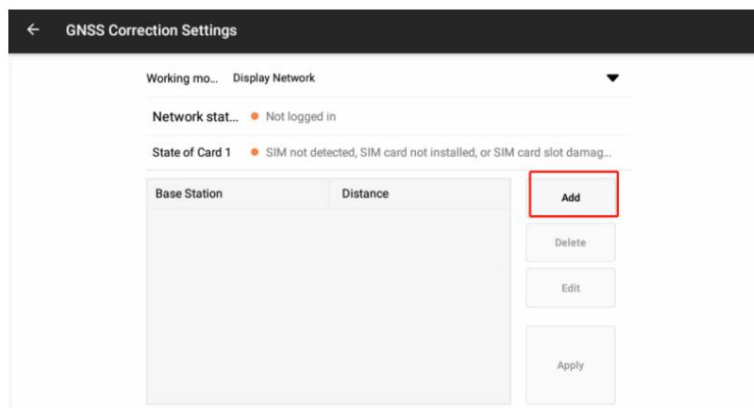 GNSS Correction Settings
Working mo... Display Network
Network stat... Not logged in
State of Card 1 SIM not detected, SIM card not installed, or SIM card slot damag...
Base Station Distance
Add
Delete
Edit
Apply